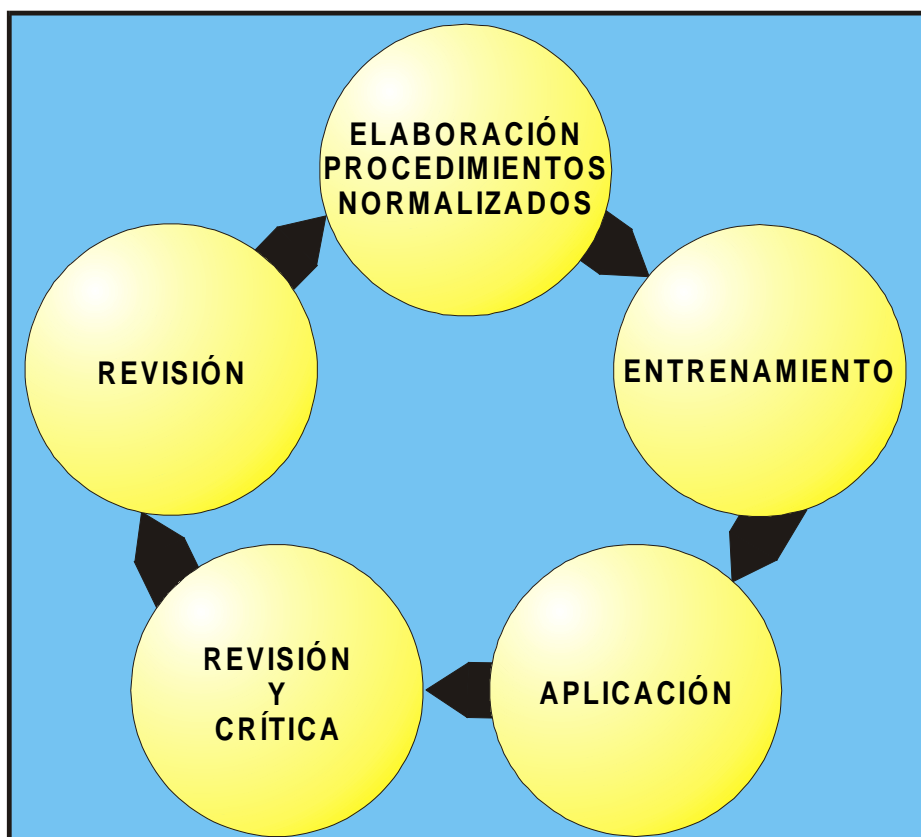 ELABORACIÓN
PROCEDIMIENTOS
NORMALIZADOS
ENTRENAMIENTO
APLICACIÓN
REVISIÓN
Y
CRÍTICA
REVISIÓN